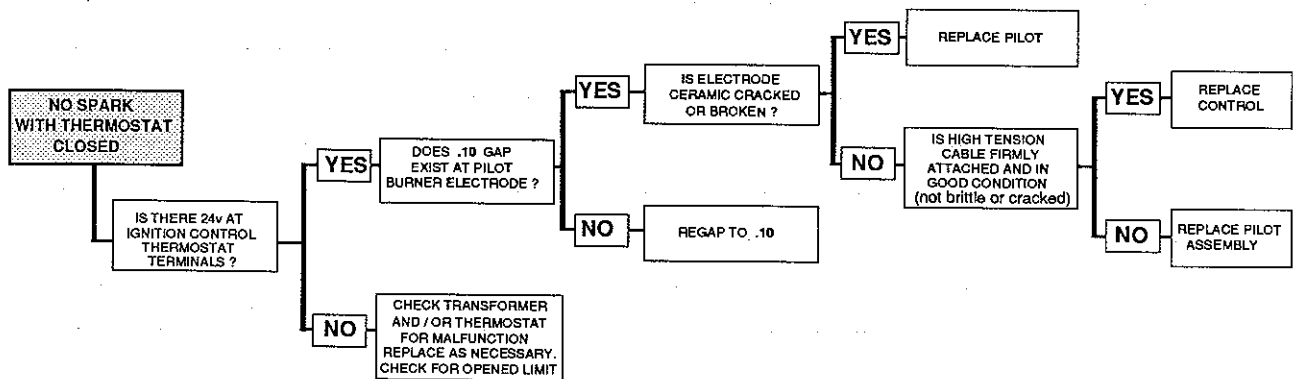 NO SPARK
WITH THERMOSTAT
CLOSED
IS THERE 24v AT
IGNITION CONTROL
THERMOSTAT
TERMINALS ?
YES
DOES .10 GAP
EXIST AT PILOT
BURNER ELECTRODE ?
NO
CHECK TRANSFORMER
AND / OR THERMOSTAT
FOR MALFUNCTION
REPLACE AS NECESSARY.
CHECK FOR OPENED LIMIT
YES
IS ELECTRODE
CERAMIC CRACKED
OR BROKEN ?
NO
REGAP TO .10
YES
REPLACE PILOT
NO
IS HIGH TENSION
CABLE FIRMLY
ATTACHED AND IN
GOOD CONDITION
(not brittle or cracked)
YES
REPLACE
CONTROL
NO
REPLACE PILOT
ASSEMBLY